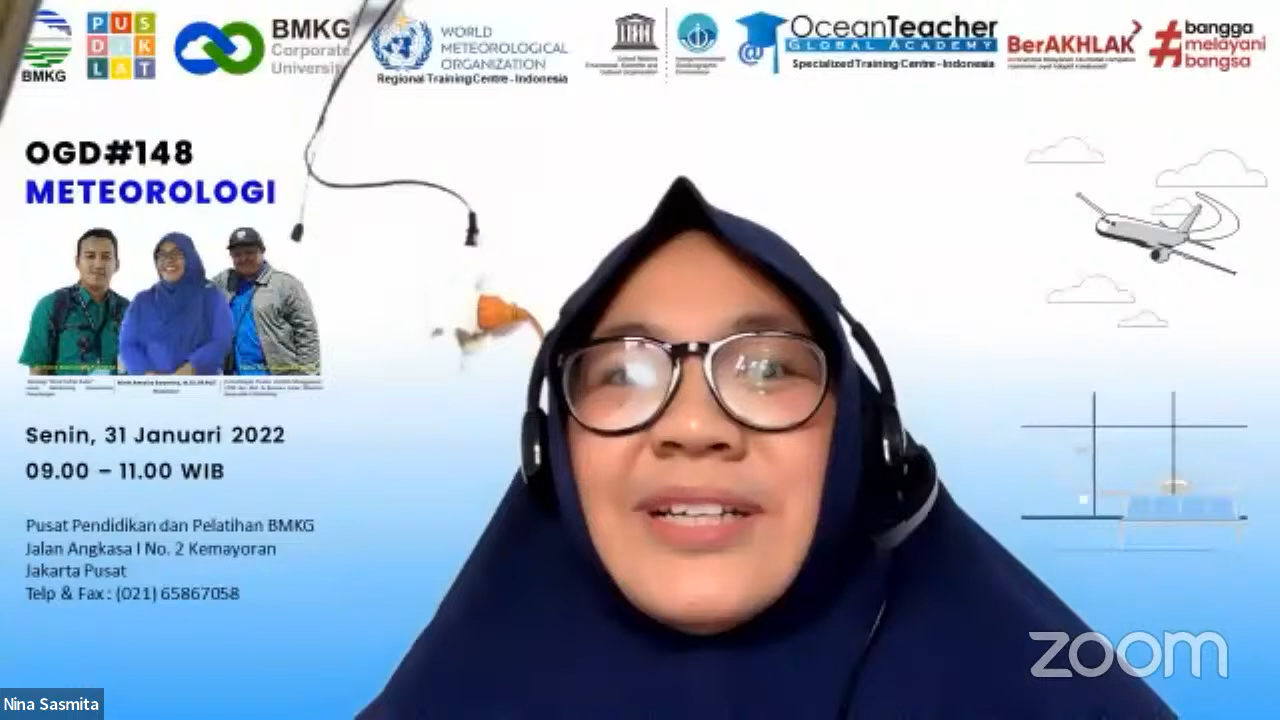 BMKG
PUS
DIK
LAT
BMKG
Corporate
University
WORLD
METEOROLOGICAL
ORGANIZATION
Regional Training Centre - Indonesia
OceanTeacher
GLOBAL ACADEMY
Specialized Training Centre - Indonesia
BerAKHLAK
#bangga
melayani
bangsa
OGD#148
METEOROLOGI
Senin, 31 Januari 2022
09.00 – 11.00 WIB
Pusat Pendidikan dan Pelatihan BMKG
Jalan Angkasa I No. 2 Kemayoran
Jakarta Pusat
Telp & Fax : (021) 65867058
zoom
Nina Sasmita